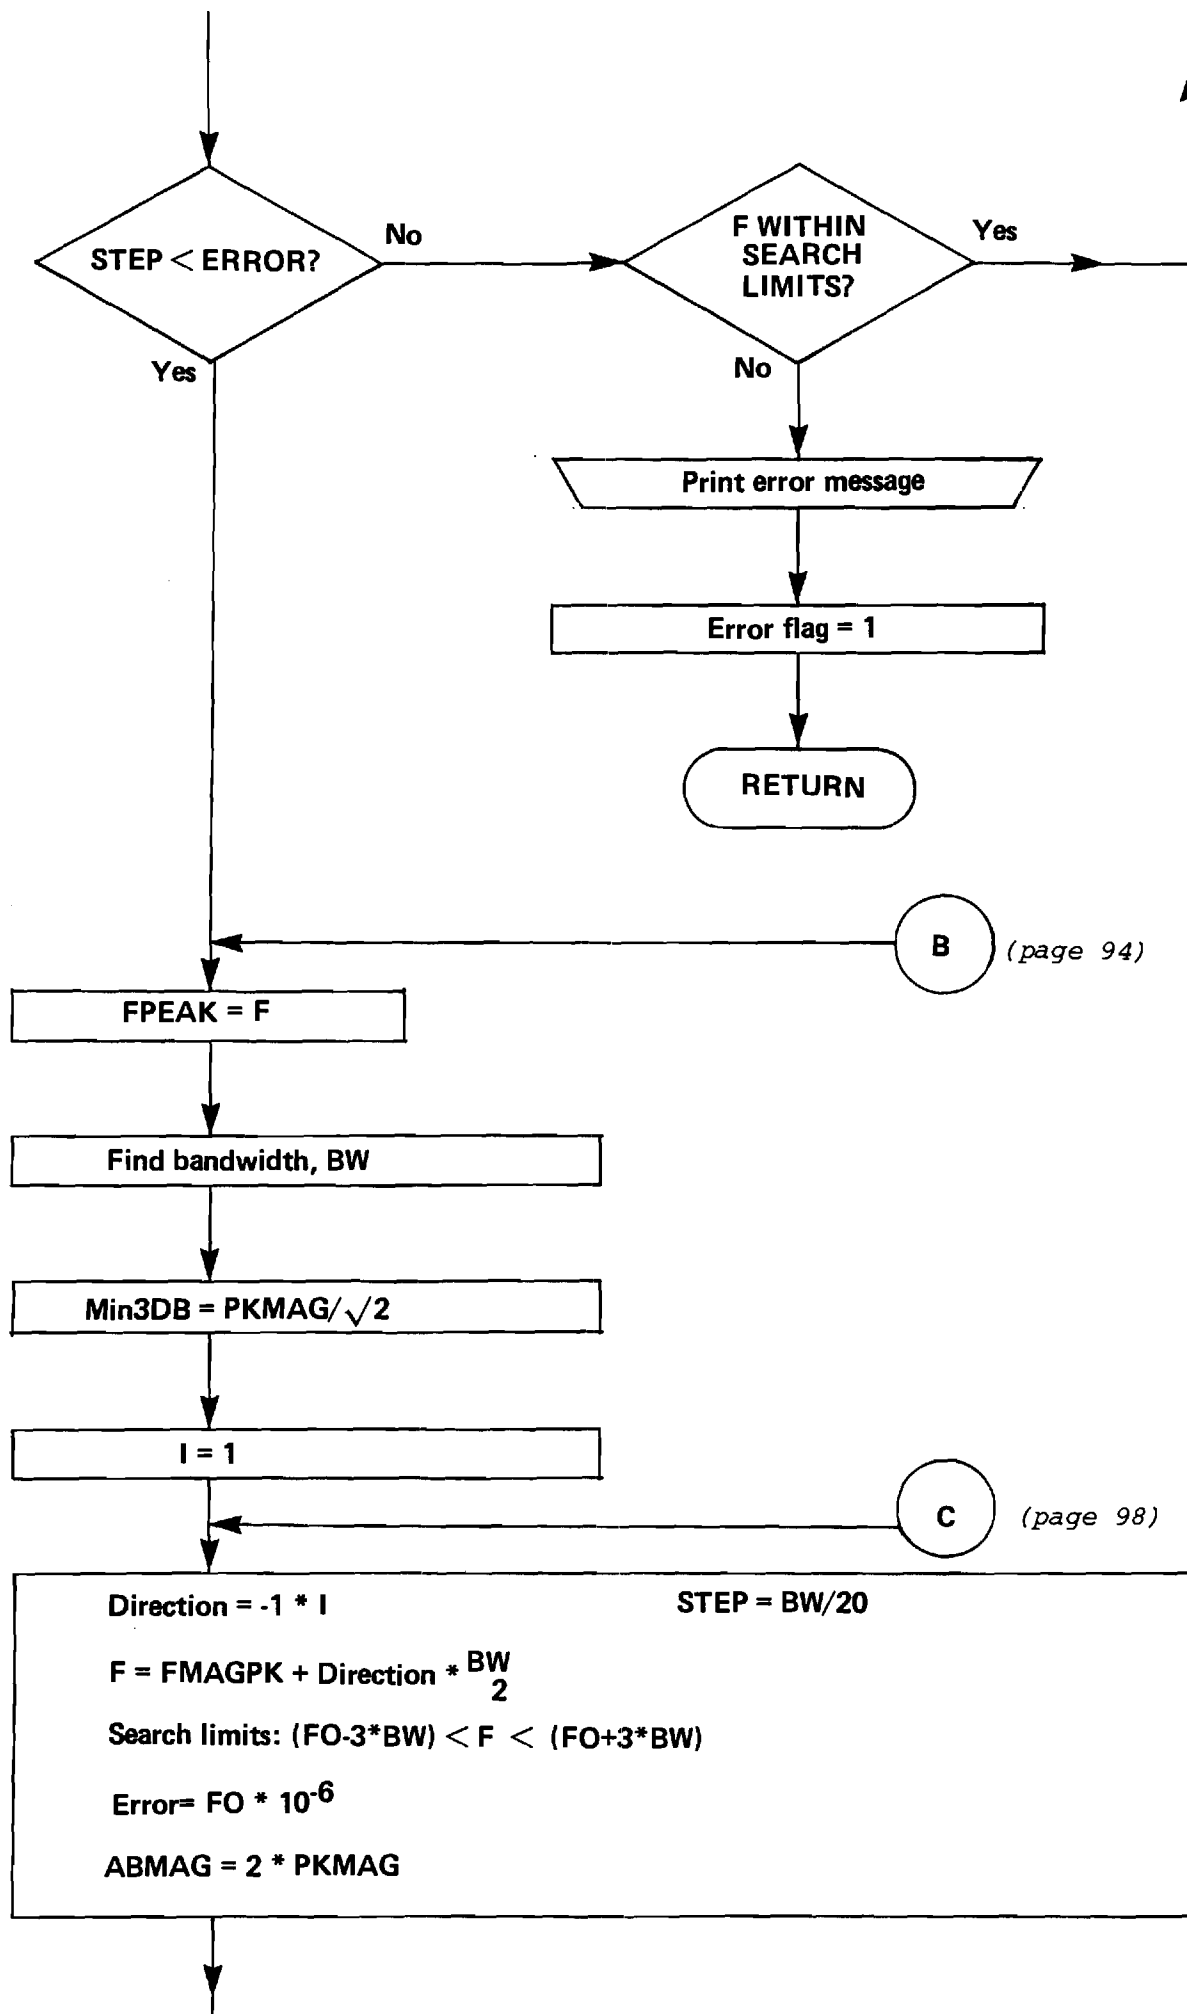 STEP < ERROR?
No
Yes
F WITHIN
SEARCH
LIMITS?
Yes
No
Print error message
Error flag = 1
RETURN
B
(page 94)
FPEAK = F
Find bandwidth, BW
Min3DB = PKMAG/√2
I = 1
C
(page 98)
Direction = -1 * I
STEP = BW/20
F = FMAGPK + Direction * BW
2
Search limits: (FO-3*BW) < F < (FO+3*BW)
Error= FO * 10-6
ABMAG = 2 * PKMAG